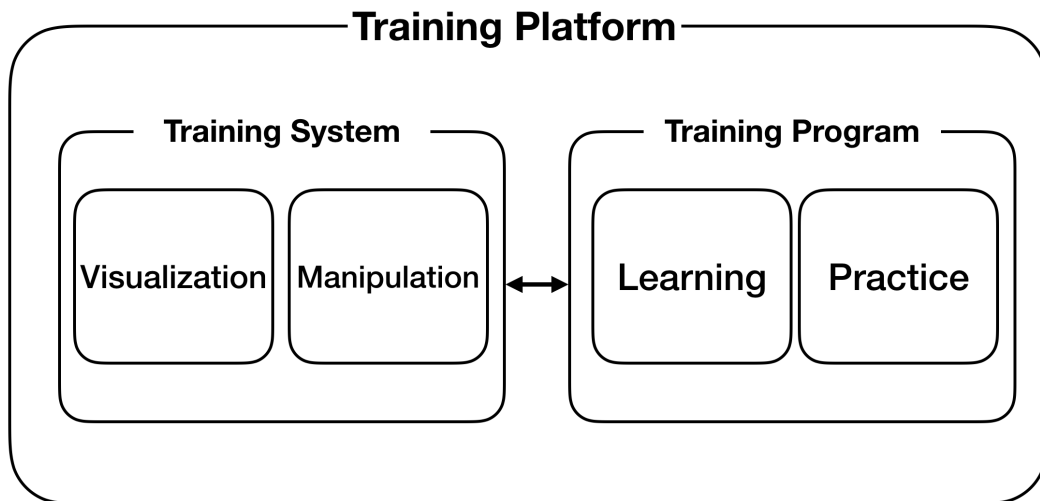 Training Platform
Training System
Training Program
Visualization
Manipulation
Learning
Practice